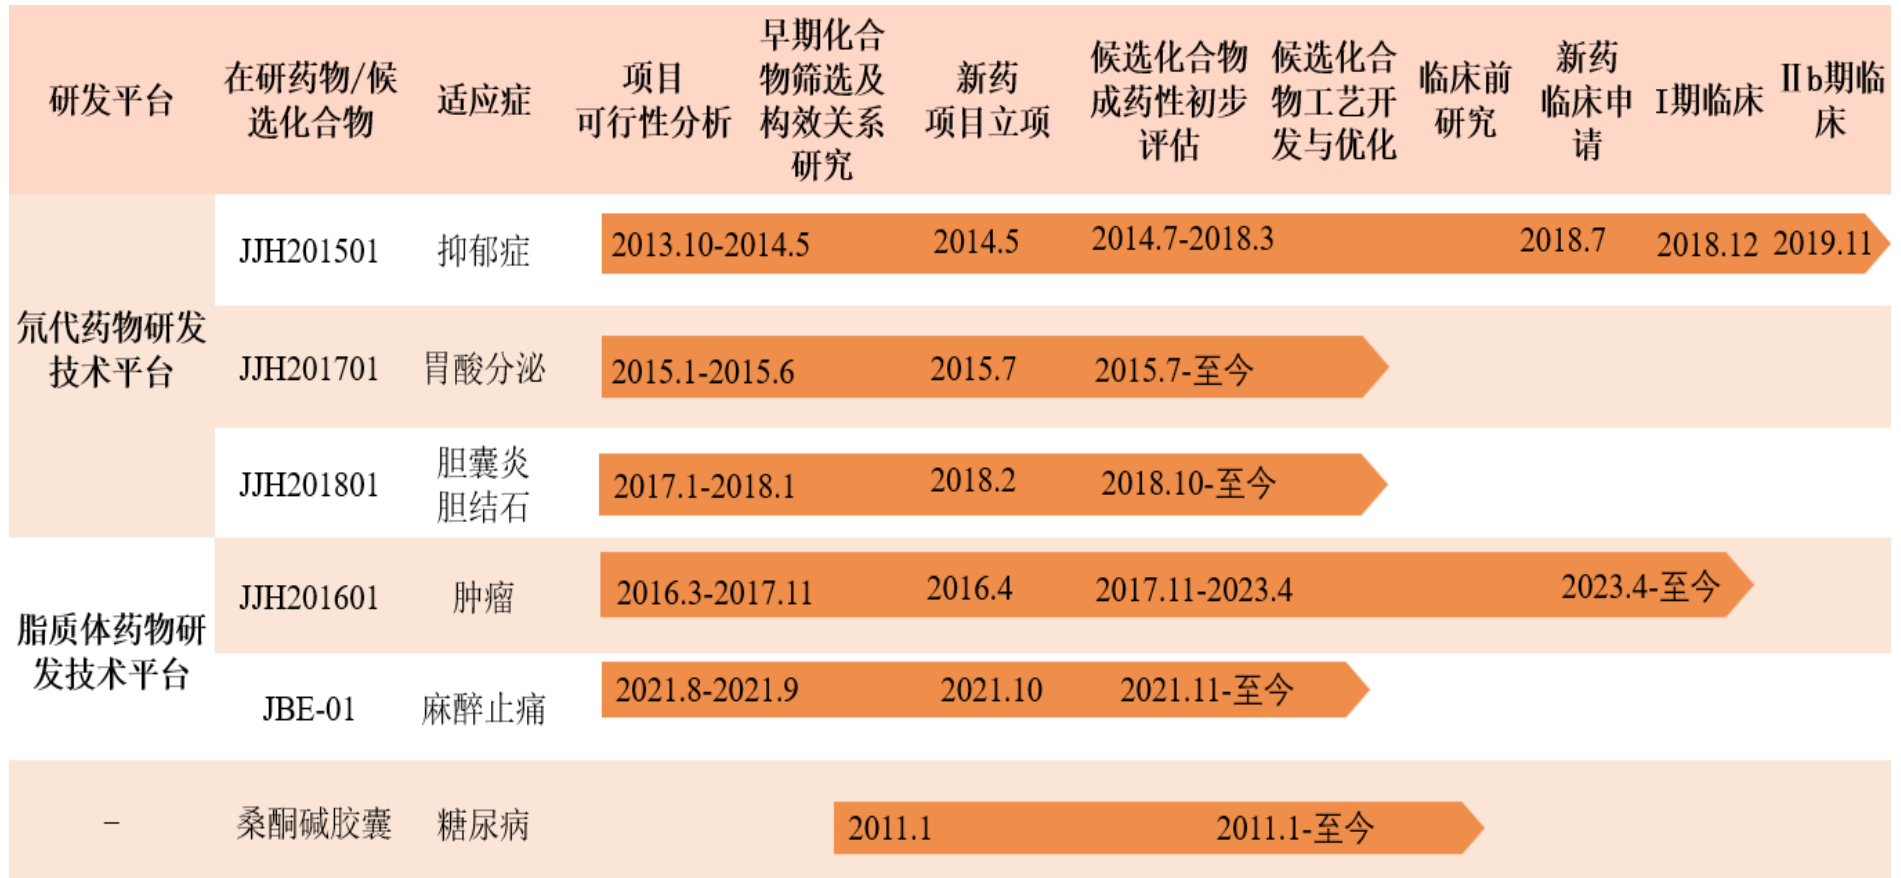 研发平台
在研药物/候
选化合物
适应症
项目
可行性分析
早期化合
物筛选及
构效关系
研究
新药
项目立项
候选化合物
成药性初步
评估
候选化合
物工艺开
发与优化
临床前
研究
新药
临床申
请
I期临床
IIb期临
床
氘代药物研发
技术平台
JJH201501
抑郁症
2013.10-2014.5
2014.5
2014.7-2018.3
2018.7
2018.12
2019.11
JJH201701
胃酸分泌
2015.1-2015.6
2015.7
2015.7-至今
JJH201801
胆囊炎
胆结石
2017.1-2018.1
2018.2
2018.10-至今
脂质体药物研
发技术平台
JJH201601
肿瘤
2016.3-2017.11
2016.4
2017.11-2023.4
2023.4-至今
JBE-01
麻醉止痛
2021.8-2021.9
2021.10
2021.11-至今
–
桑酮碱胶囊
糖尿病
2011.1
2011.1-至今